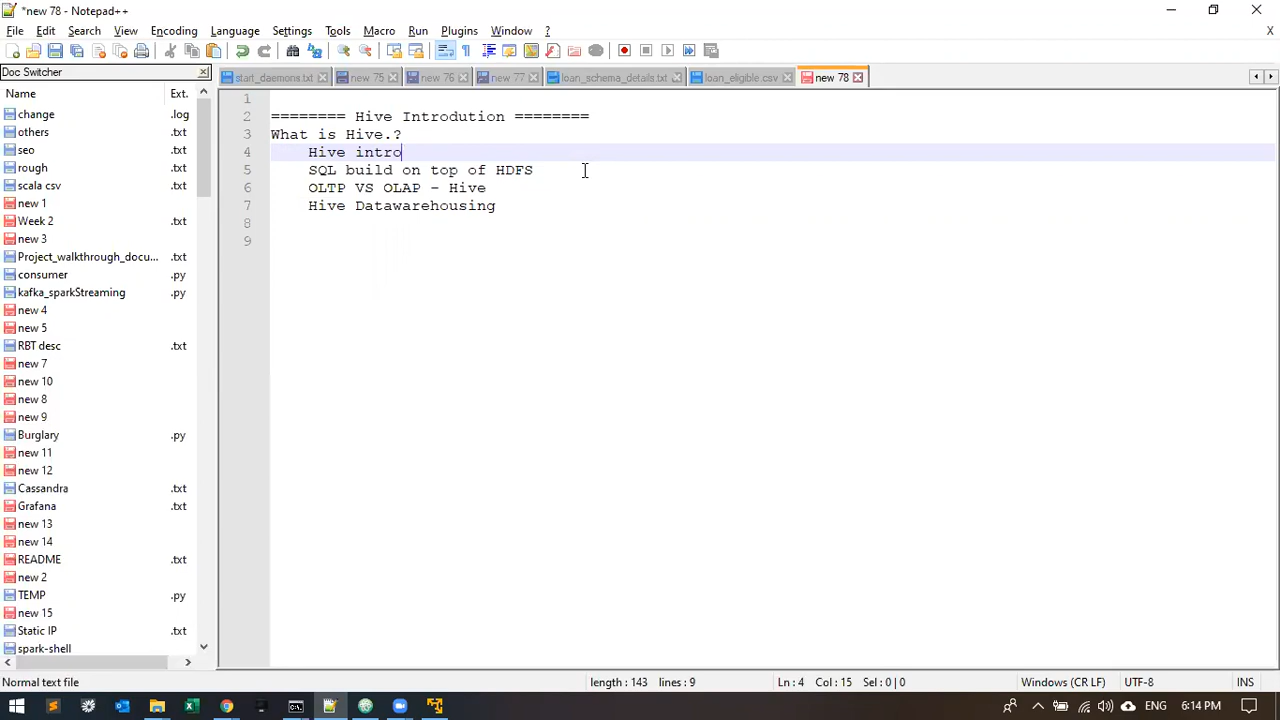 *new 78 - Notepad++
File Edit Search View Encoding Language Settings Tools Macro Run Plugins Window ? X
Doc Switcher
start_daemons.txt new 75 new 76 new 77 loan_schema_details.txt loan_eligible.csv new 78
Name Ext.
change .log
others .txt
seo .txt
rough .txt
scala csv .txt
new 1
Week 2 .txt
new 3
Project_walkthrough_docu... .txt
consumer .py
kafka_sparkStreaming .py
new 4
new 5
RBT desc .txt
new 7
new 10
new 8
new 9
Burglary .py
new 11
new 12
Cassandra .txt
Grafana .txt
new 13
new 14
README .txt
new 2
TEMP .py
new 15
Static IP .txt
spark-shell .txt
1
2 ======== Hive Introdution ========
3 What is Hive.?
4 Hive intro
5 SQL build on top of HDFS
6 OLTP VS OLAP - Hive
7 Hive Datawarehousing
8
9
Normal text file length : 143 lines : 9 Ln : 4 Col : 15 Sel : 0 | 0 Windows (CR LF) UTF-8 INS
ENG 6:14 PM